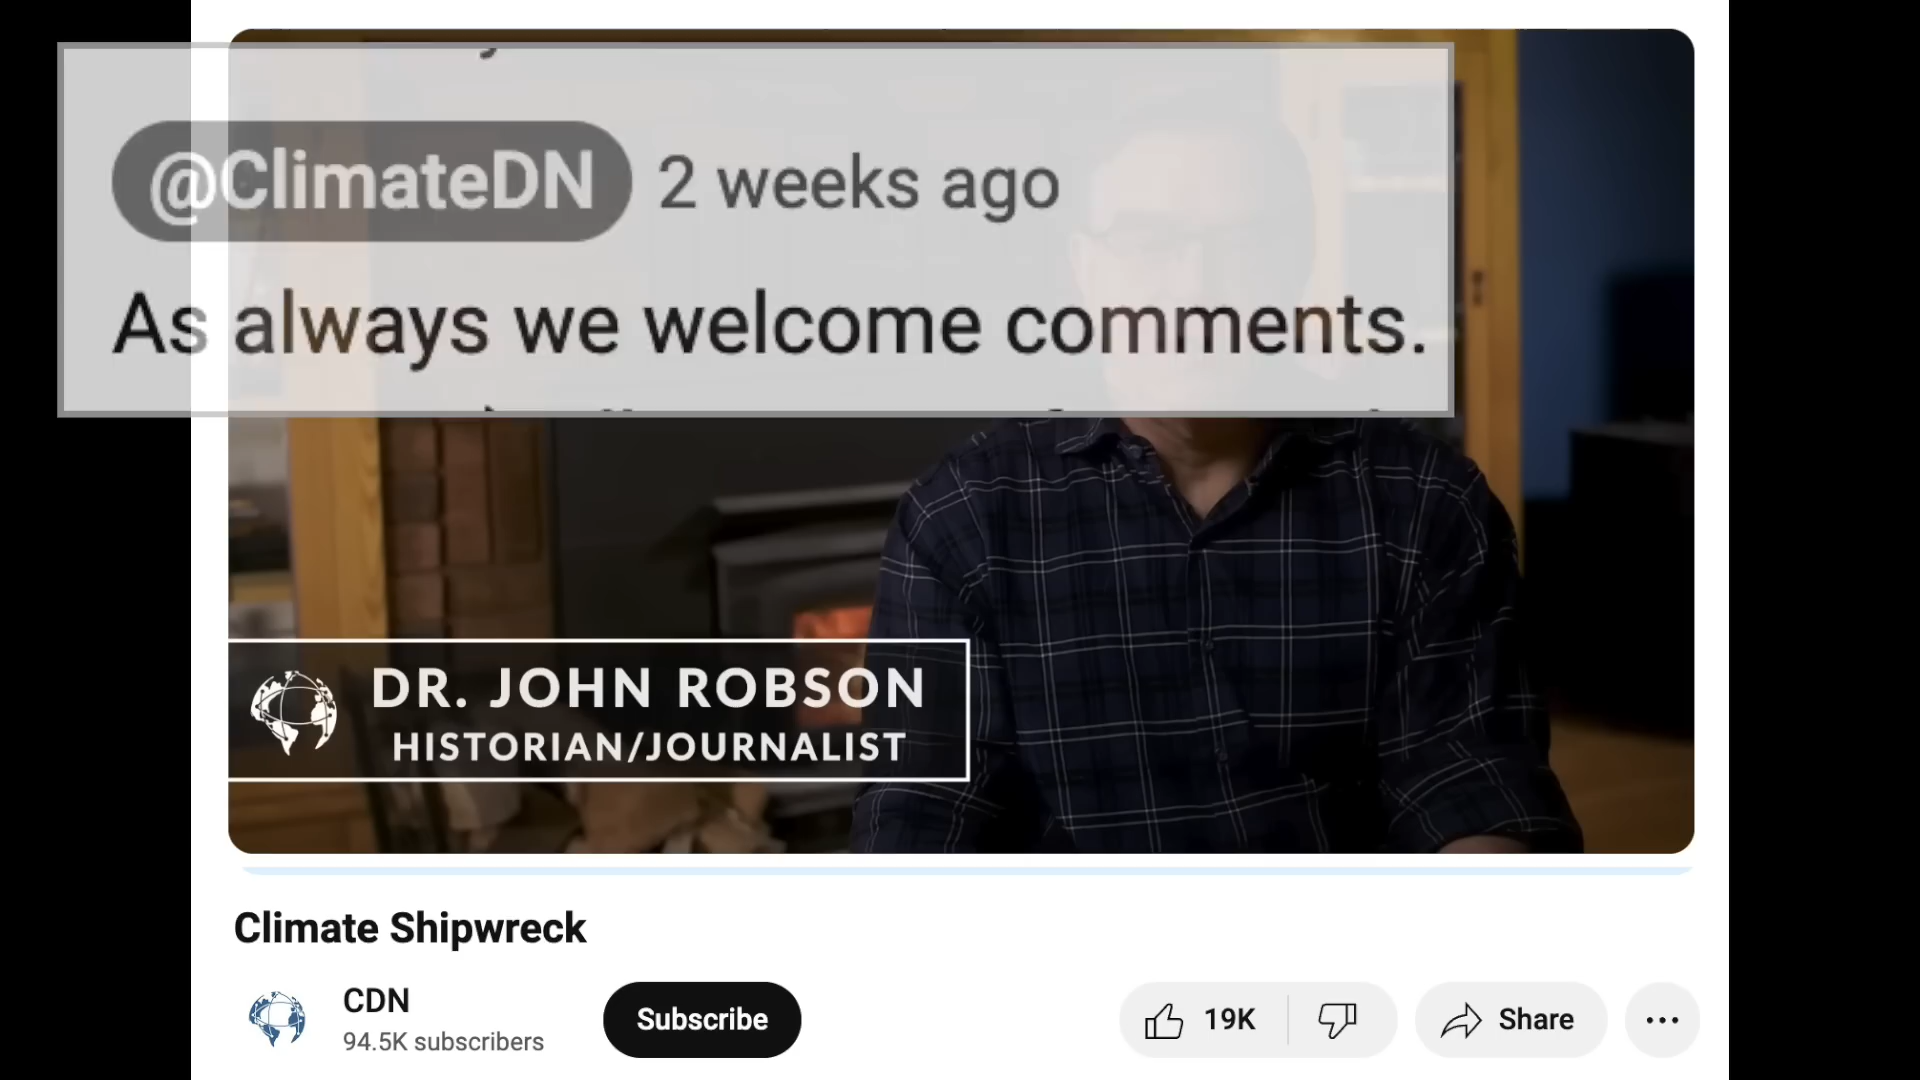 @ClimateDN 2 weeks ago
As always we welcome comments.
DR. JOHN ROBSON
HISTORIAN/JOURNALIST
Climate Shipwreck
CDN
94.5K subscribers
Subscribe
19K
Share